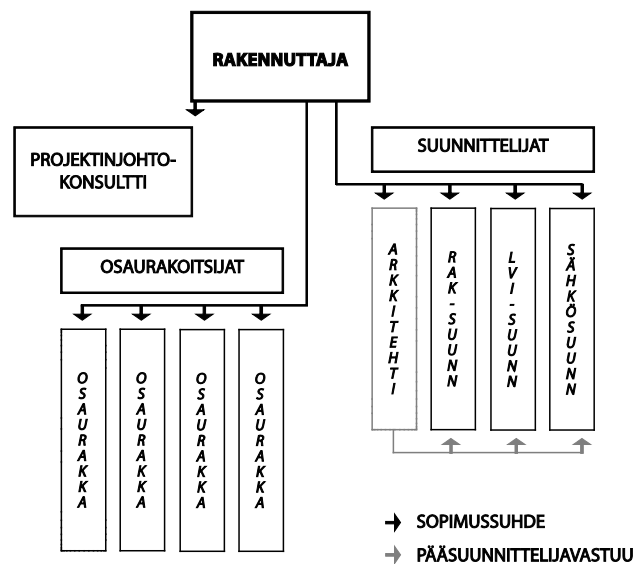 RAKENNUTTAJA
PROJEKTINJOHTO-
KONSULTTI
SUUNNITTELIJAT
OSAURAKOITSIJAT
ARKKITEHTI
RAK-SUUNN
LVI-SUUNN
SÄHKÖSUUNN
OSAURAKKA
OSAURAKKA
OSAURAKKA
OSAURAKKA
SOPIMUSSUHDE
PÄÄSUUNNITTELIJAVASTUU